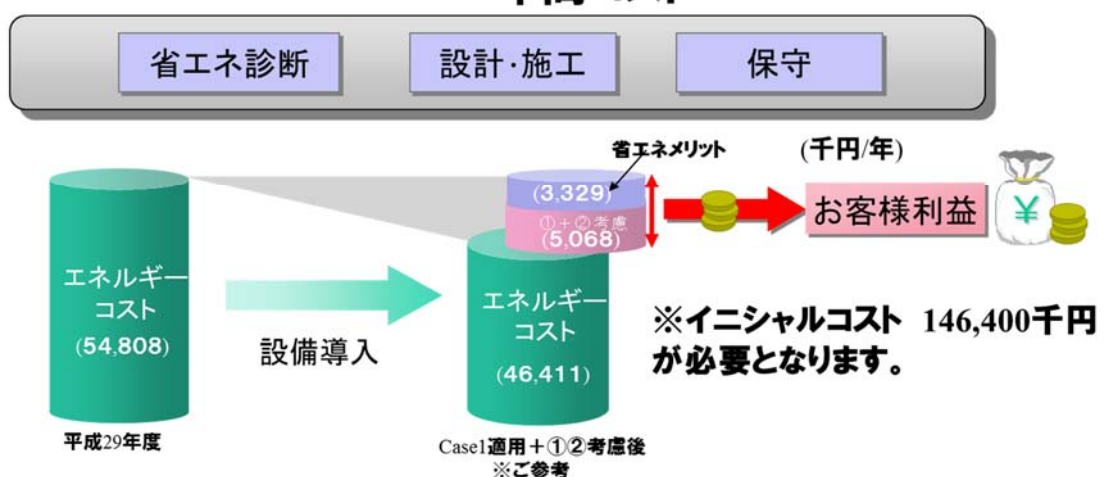 省エネ診断
設計・施工
保守
省エネメリット
(千円/年)
(3,329)
①+②考慮
(5,068)
お客様利益
¥
エネルギー
コスト
(54,808)
設備導入
エネルギー
コスト
(46,411)
※イニシャルコスト 146,400千円
が必要となります。
平成29年度
Case1適用+①②考慮後
※ご参考